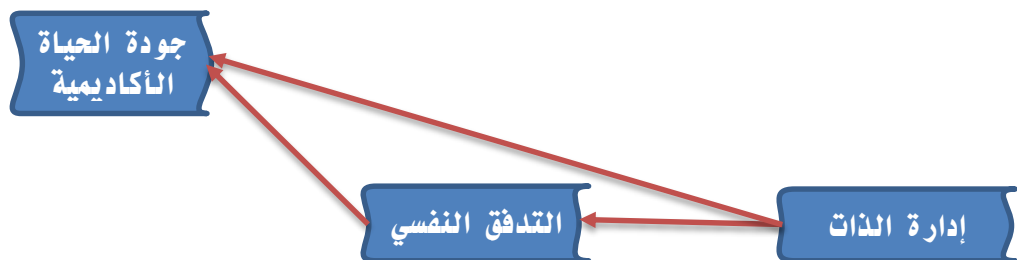 جودة الحياة
الأكاديمية
إدارة الذات
التدفق النفسي